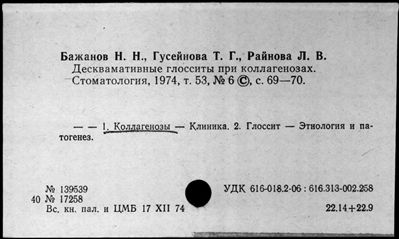 Бажанов Н. Н., Гусейнова Т. Г., Райнова Л. В.
Десквамативные глосситы при коллагенозах.
Стоматология, 1974, т. 53, № 6 ©, с. 69—70.
— — 1. Коллагенозы — Клиника. 2. Глоссит — Этиология и па-
тогенез.
№ 139539
40 № 17258
Вс. кн. пал. и ЦМБ 17 XII 74
УДК 616-018.2-06 : 616.313-002.258
22.14+22.9